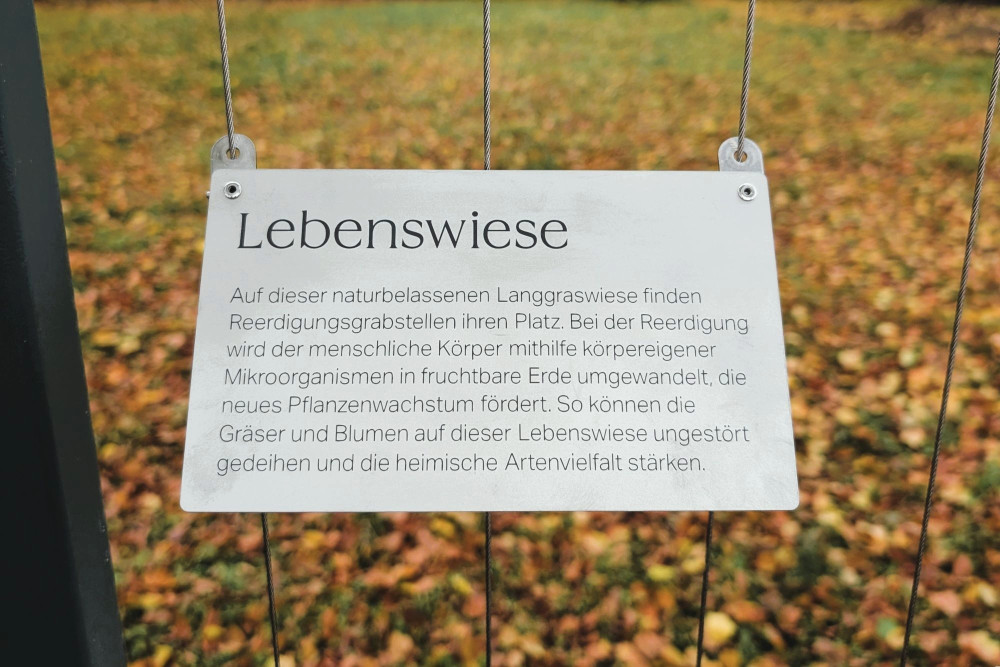 Lebenswiese
Auf dieser naturbelassenen Langgraswiese finden
Reerdigungsgrabstellen ihren Platz. Bei der Reerdigung
wird der menschliche Körper mithilfe körpereigener
Mikroorganismen in fruchtbare Erde umgewandelt, die
neues Pflanzenwachstum fördert. So können die
Gräser und Blumen auf dieser Lebenswiese ungestört
gedeihen und die heimische Artenvielfalt stärken.